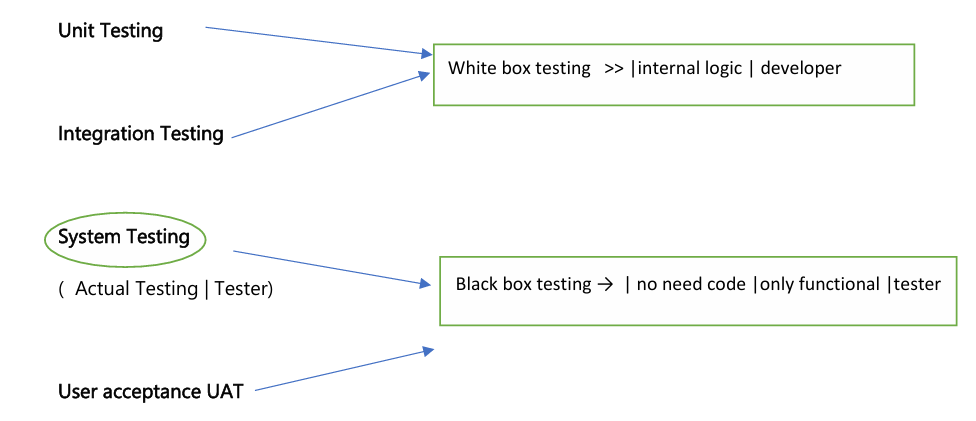 Unit Testing
White box testing >> |internal logic | developer
Integration Testing
System Testing
( Actual Testing | Tester)
Black box testing → | no need code |only functional |tester
User acceptance UAT